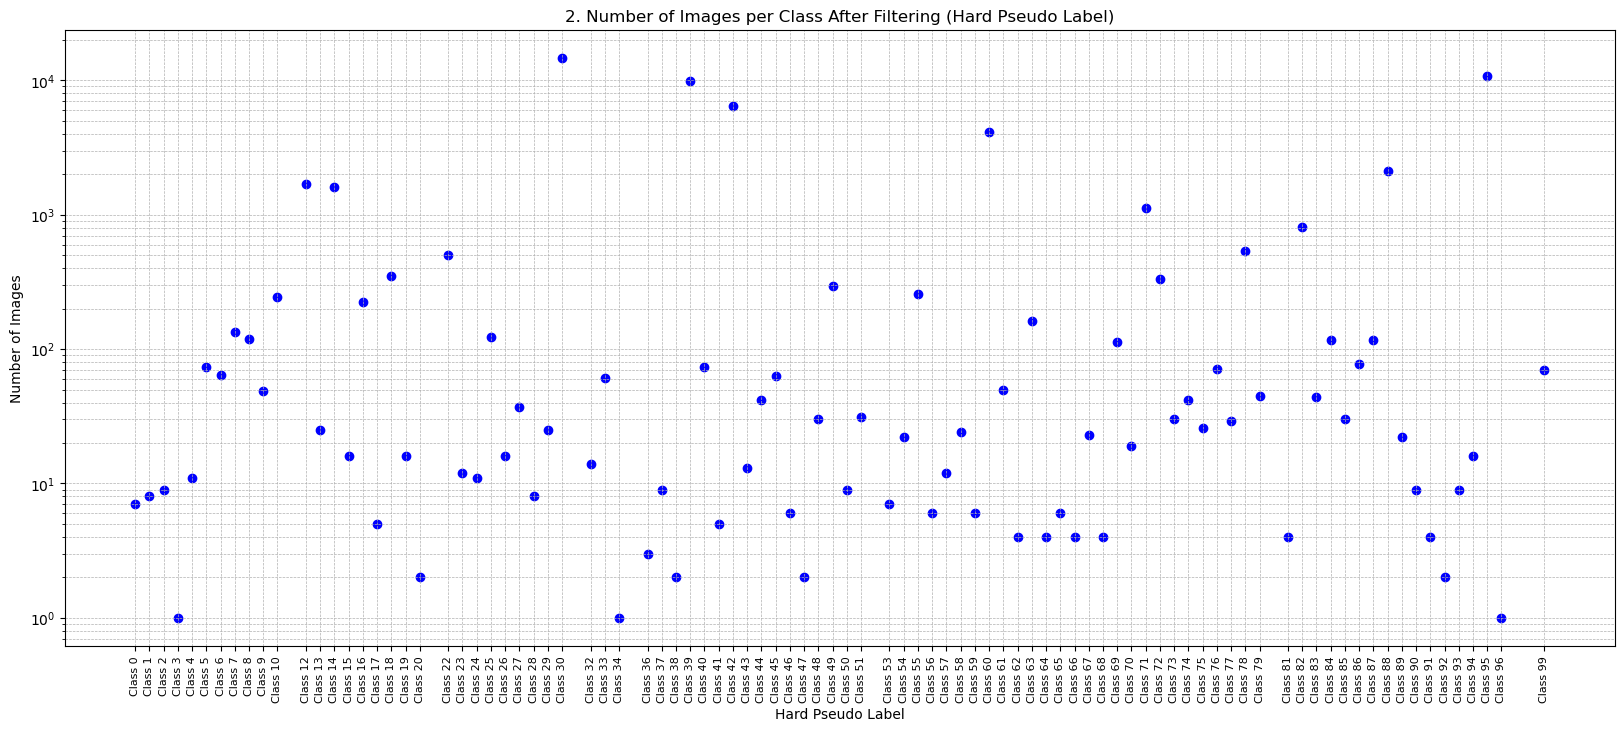 2. Number of Images per Class After Filtering (Hard Pseudo Label)
Number of Images
10⁴
10³
10²
10¹
10⁰
Class 0
Class 1
Class 2
Class 3
Class 4
Class 5
Class 6
Class 7
Class 8
Class 9
Class 10
Class 12
Class 13
Class 14
Class 15
Class 16
Class 17
Class 18
Class 19
Class 20
Class 22
Class 23
Class 24
Class 25
Class 26
Class 27
Class 28
Class 29
Class 30
Class 32
Class 33
Class 34
Class 36
Class 37
Class 38
Class 39
Class 40
Class 41
Class 42
Class 43
Class 44
Class 45
Class 46
Class 47
Class 48
Class 49
Class 50
Class 51
Class 53
Class 54
Class 55
Class 56
Class 57
Class 58
Class 59
Class 60
Class 61
Class 62
Class 63
Class 64
Class 65
Class 66
Class 67
Class 68
Class 69
Class 70
Class 71
Class 72
Class 73
Class 74
Class 75
Class 76
Class 77
Class 78
Class 79
Class 81
Class 82
Class 83
Class 84
Class 85
Class 86
Class 87
Class 88
Class 89
Class 90
Class 91
Class 92
Class 93
Class 94
Class 95
Class 96
Class 99
Hard Pseudo Label